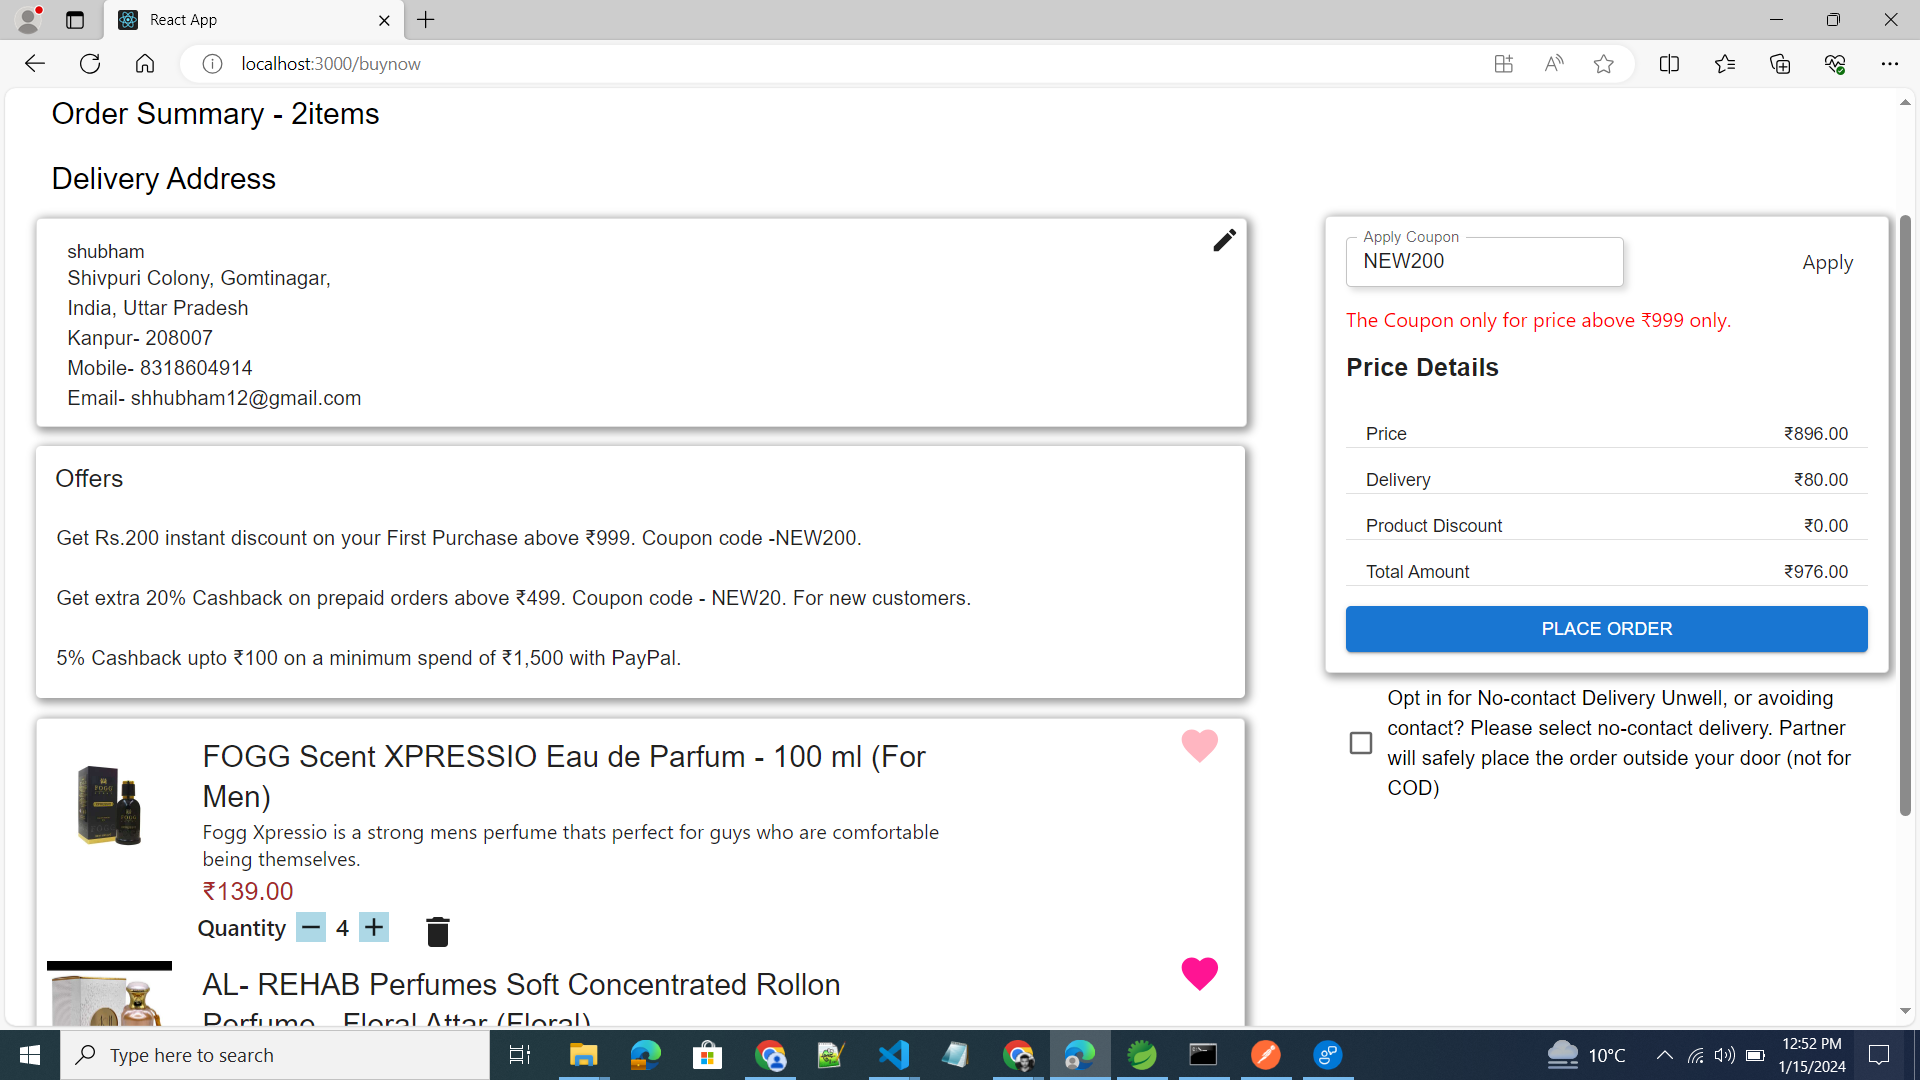 React App
localhost:3000/buynow
Order Summary - 2items
Delivery Address
shubham
Shivpuri Colony, Gomtinagar,
India, Uttar Pradesh
Kanpur- 208007
Mobile- 8318604914
Email- shhubham12@gmail.com
Offers
Get Rs.200 instant discount on your First Purchase above ₹999. Coupon code -NEW200.
Get extra 20% Cashback on prepaid orders above ₹499. Coupon code - NEW20. For new customers.
5% Cashback upto ₹100 on a minimum spend of ₹1,500 with PayPal.
FOGG Scent XPRESSIO Eau de Parfum - 100 ml (For
Men)
Fogg Xpressio is a strong mens perfume thats perfect for guys who are comfortable
being themselves.
₹139.00
Quantity 4
AL- REHAB Perfumes Soft Concentrated Rollon
Perfume - Floral Attar (Floral)
Apply Coupon
NEW200
Apply
The Coupon only for price above ₹999 only.
Price Details
Price ₹896.00
Delivery ₹80.00
Product Discount ₹0.00
Total Amount ₹976.00
PLACE ORDER
Opt in for No-contact Delivery Unwell, or avoiding
contact? Please select no-contact delivery. Partner
will safely place the order outside your door (not for
COD)
Type here to search
10°C
12:52 PM
1/15/2024